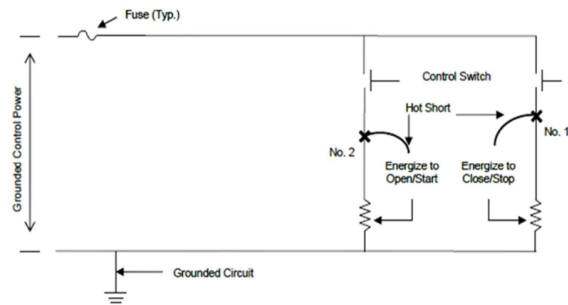 Fuse (Typ.)
Grounded Control Power
Control Switch
Hot Short
No. 1
No. 2
Energize to
Open/Start
Energize to
Close/Stop
Grounded Circuit